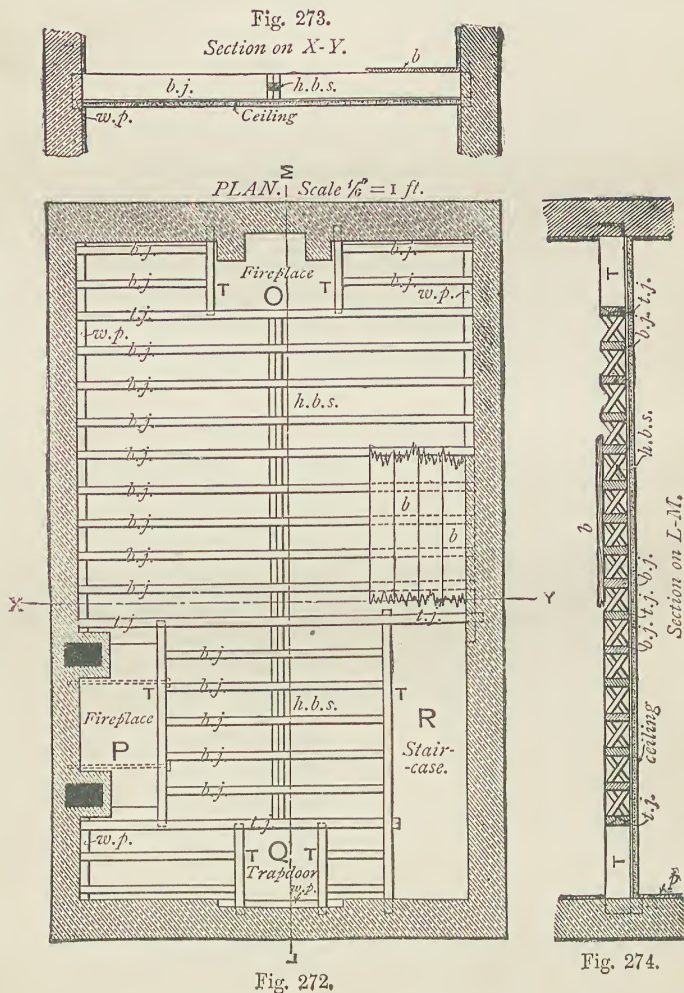 Fig. 273.
Section on X-Y.
b
b.j.
h.b.s.
w.p.
Ceiling
M
PLAN. Scale 1/6" = 1 ft.
b.j.
b.j.
b.j.
b.j.
Fireplace
T
O
T
w.p.
t.j.
w.p.
b.j.
b.j.
h.b.s.
b.j.
b.j.
b.j.
b
b.j.
b
b.j.
b.j.
X
Y
t.j.
t.j.
b.j.
T
b.j.
T
Fireplace
P
b.j.
h.b.s.
R
Stair-
-case.
b.j.
b.j.
t.j.
w.p.
T
Q
T
Trapdoor
w.p.
L
Fig. 272.
T
b.j. t.j.
h.b.s.
b
b.j. t.j. b.j.
Section on L-M.
ceiling
t.j.
T
p
Fig. 274.